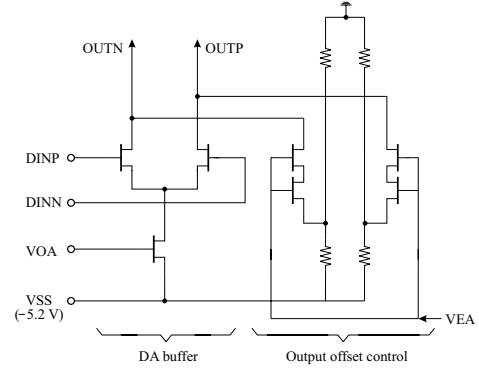 OUTN OUTP
DINP
DINN
VOA
VSS
(−5.2 V)
VEA
DA buffer Output offset control